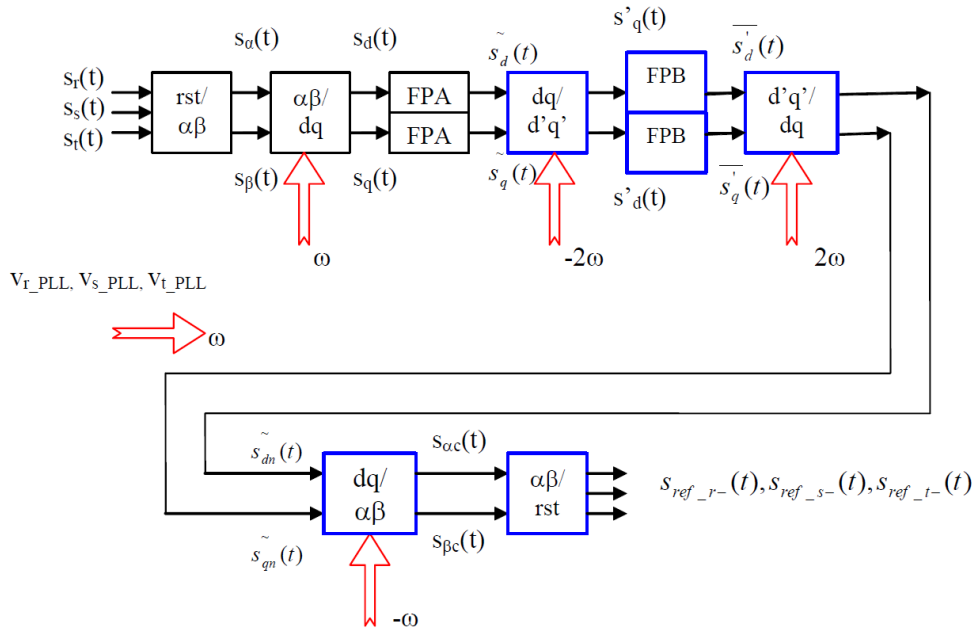 s'q(t)
sα(t) sd(t) s̃d(t) s̄'d(t)
sr(t)
ss(t)
st(t)
rst/
αβ
αβ/
dq
FPA
FPA
dq/
d'q'
FPB
FPB
d'q'/
dq
sβ(t) sq(t) s̃q(t) s'd(t) s̄'q(t)
ω -2ω 2ω
vr_PLL, vs_PLL, vt_PLL
ω
s̃dn(t) sαc(t)
dq/
αβ
αβ/
rst
sref_r-(t), sref_s-(t), sref_t-(t)
s̃qn(t) sβc(t)
-ω